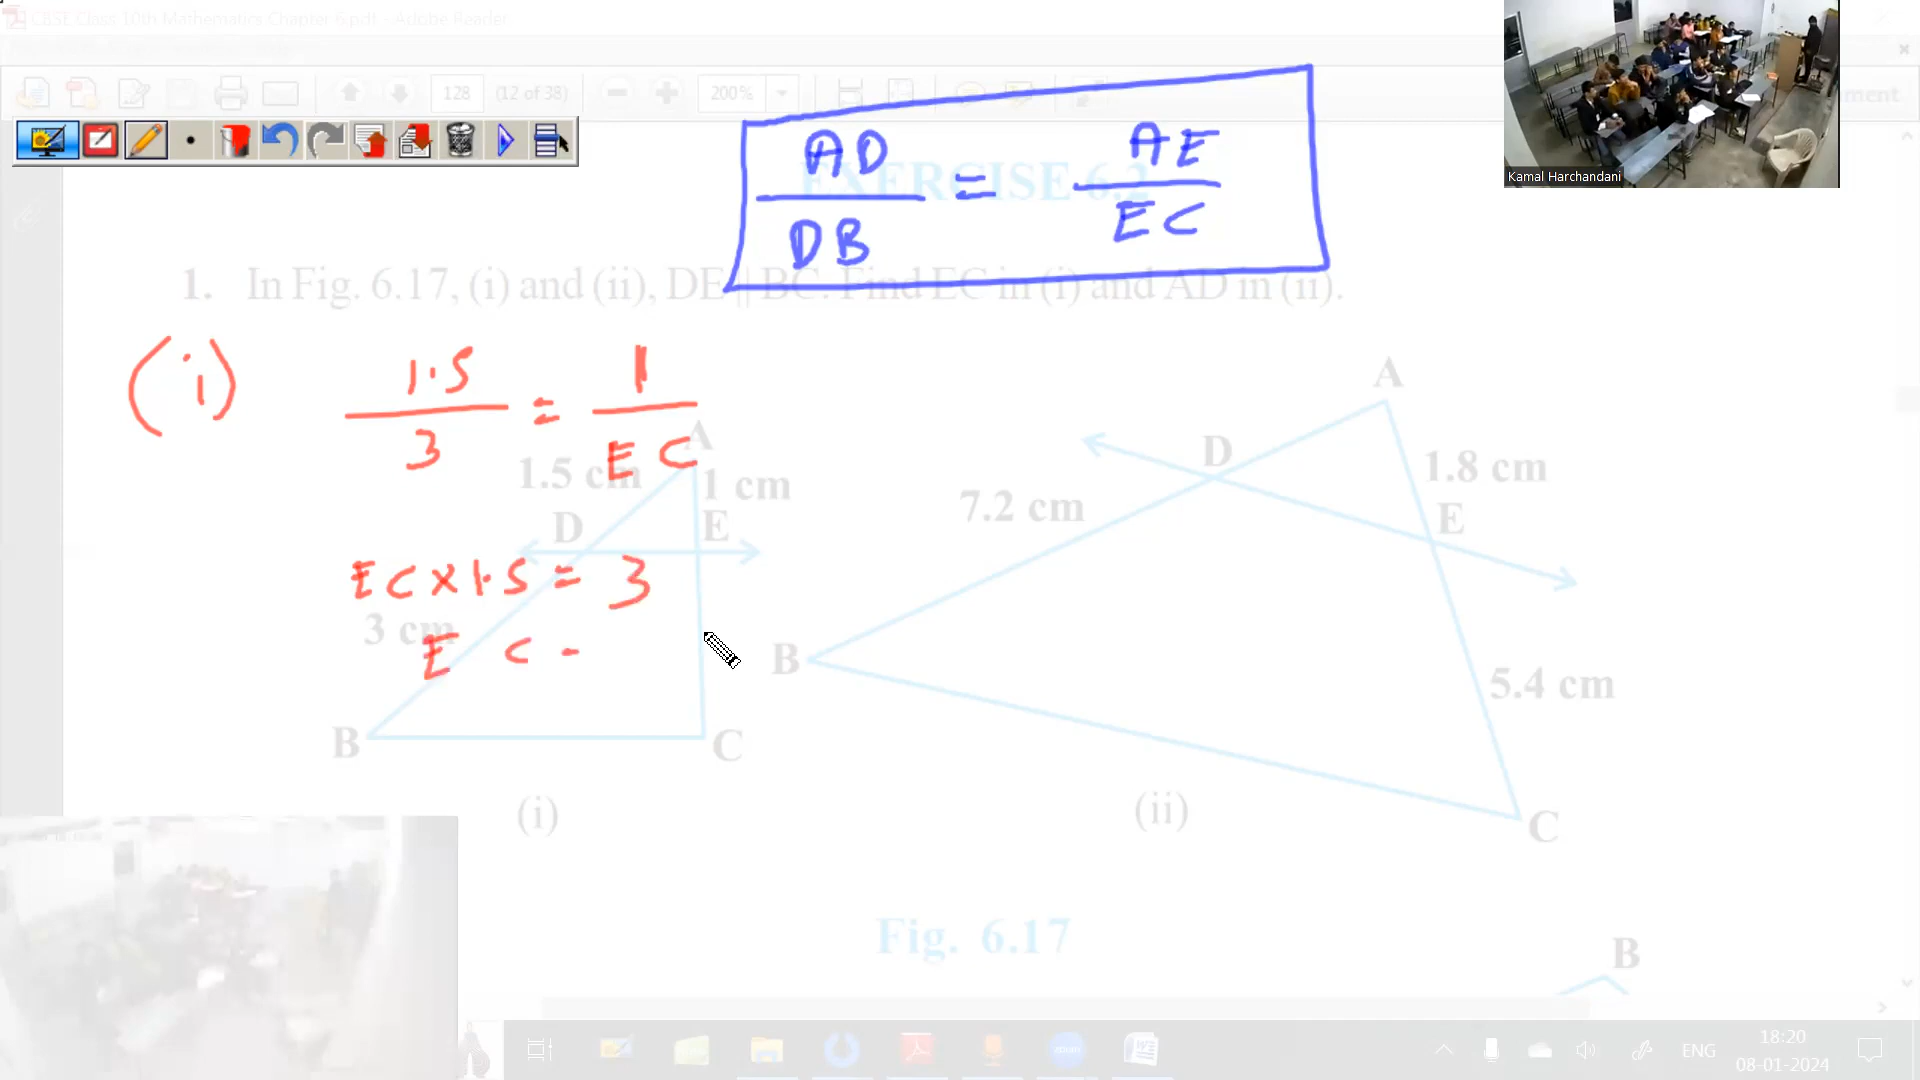 CBSE Class 10th Mathematics Chapter 6.pdf - Adobe Reader
128 (12 of 38) 200%
ment
Kamal Harchandani
AD/DB = AE/EC
EXERCISE 6.2
1. In Fig. 6.17, (i) and (ii), DE || BC. Find EC in (i) and AD in (ii).
(i) 1.5/3 = 1/EC
EC×1.5 = 3
E C -
A
1.5 cm
1 cm
D
E
3 cm
B
C
(i)
A
D
1.8 cm
7.2 cm
E
B
5.4 cm
C
(ii)
Fig. 6.17
B
ENG
18:20
08-01-2024